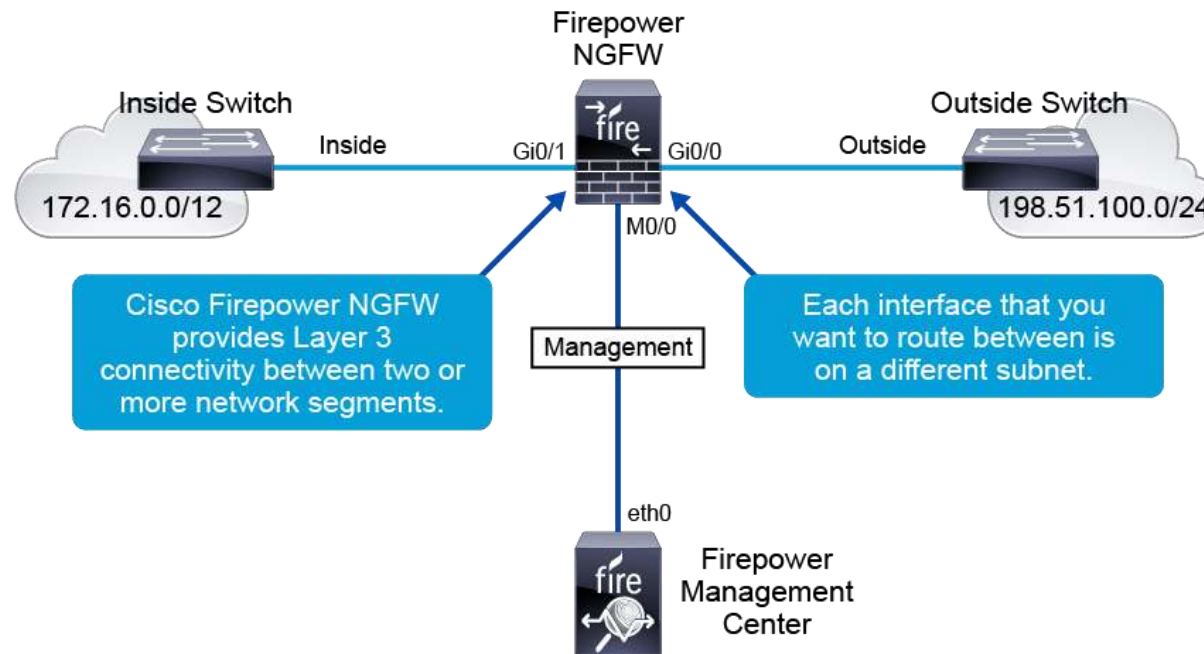 Firepower
NGFW
Inside Switch
Outside Switch
fire
Inside
Gi0/1
Gi0/0
Outside
172.16.0.0/12
198.51.100.0/24
M0/0
Cisco Firepower NGFW
provides Layer 3
connectivity between two or
more network segments.
Each interface that you
want to route between is
on a different subnet.
Management
eth0
fire
Firepower
Management
Center